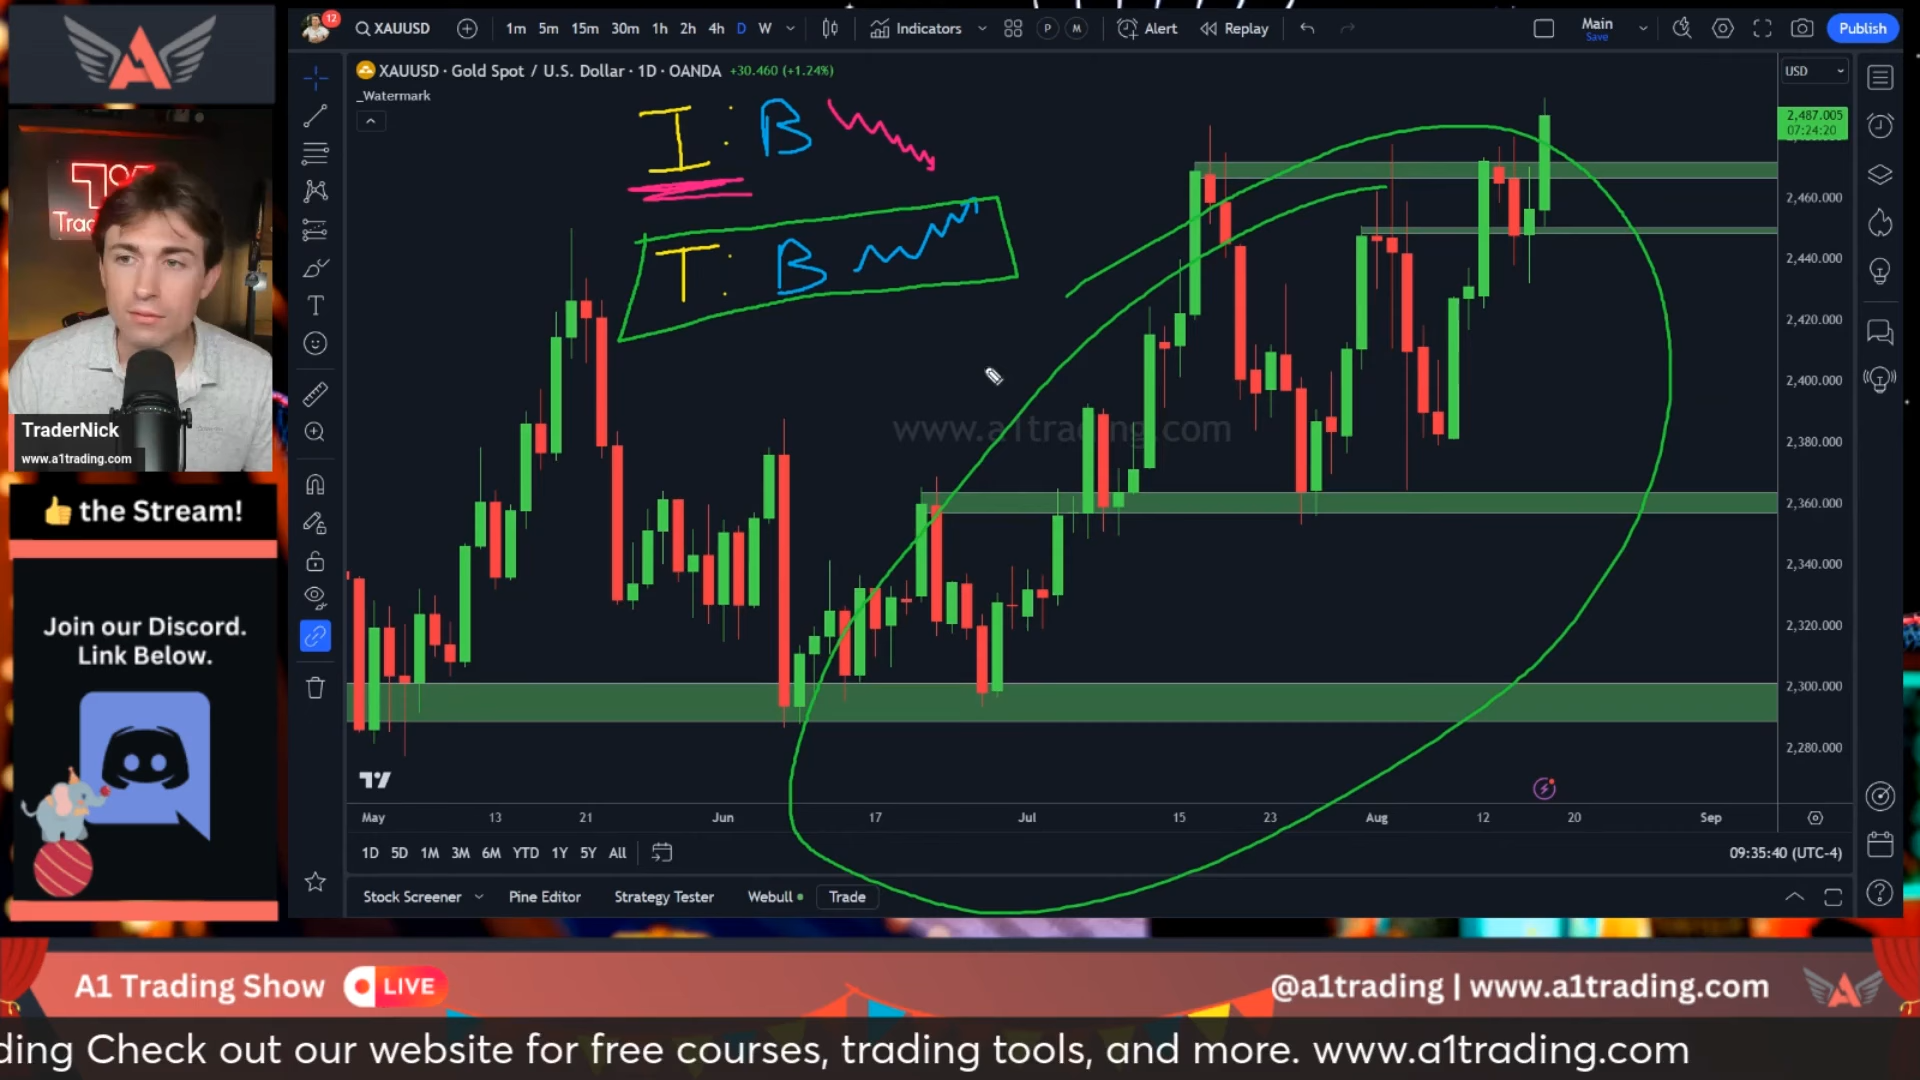 12
XAUUSD
1m 5m 15m 30m 1h 2h 4h D W
Indicators
P M
Alert
Replay
Main
Save
Publish
XAUUSD · Gold Spot / U.S. Dollar · 1D · OANDA +30.460 (+1.24%)
_Watermark
USD
I : B
T : B
2,487.005
07:24:20
2,460.000
2,440.000
2,420.000
2,400.000
2,380.000
2,360.000
2,340.000
2,320.000
2,300.000
2,280.000
www.a1trading.com
TraderNick
www.a1trading.com
👍 the Stream!
Join our Discord.
Link Below.
May 13 21 Jun 17 Jul 15 23 Aug 12 20 Sep
1D 5D 1M 3M 6M YTD 1Y 5Y All
09:35:40 (UTC-4)
Stock Screener Pine Editor Strategy Tester Webull Trade
A1 Trading Show LIVE
@a1trading | www.a1trading.com
ding Check out our website for free courses, trading tools, and more. www.a1trading.com